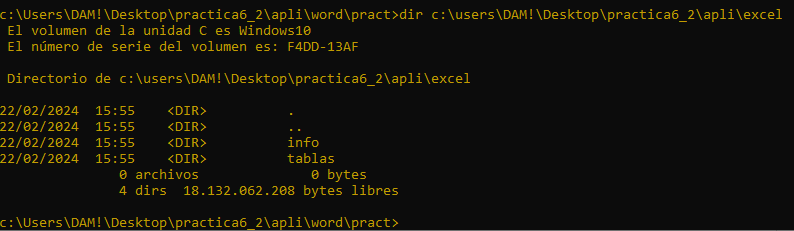 c:\Users\DAM!\Desktop\practica6_2\apli\word\pract>dir c:\users\DAM!\Desktop\practica6_2\apli\excel
El volumen de la unidad C es Windows10
El número de serie del volumen es: F4DD-13AF
Directorio de c:\users\DAM!\Desktop\practica6_2\apli\excel
22/02/2024  15:55    <DIR>          .
22/02/2024  15:55    <DIR>          ..
22/02/2024  15:55    <DIR>          info
22/02/2024  15:55    <DIR>          tablas
0 archivos              0 bytes
4 dirs  18.132.062.208 bytes libres
c:\Users\DAM!\Desktop\practica6_2\apli\word\pract>